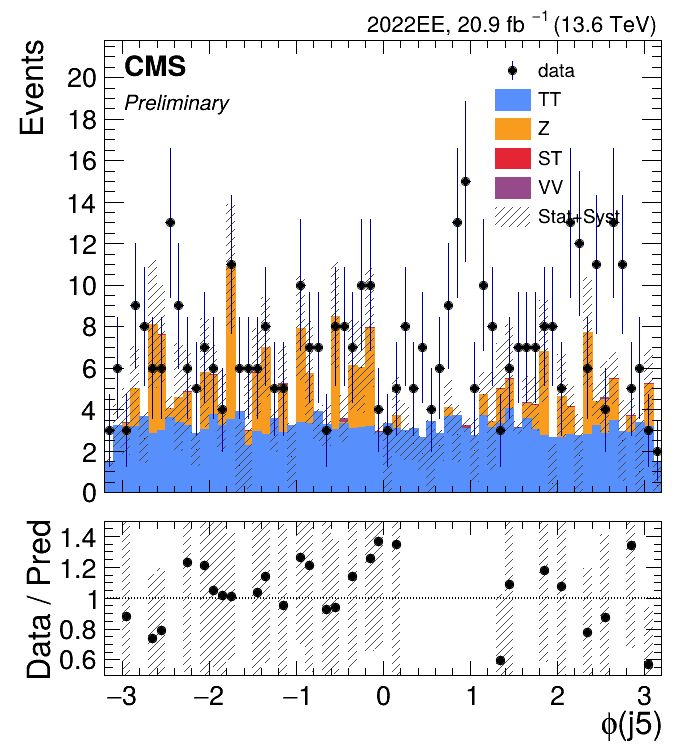 2022EE, 20.9 fb⁻¹ (13.6 TeV)
CMS
Preliminary
data
TT
Z
ST
VV
Stat+Syst
Events
20
18
16
14
12
10
8
6
4
2
0
Data / Pred
1.4
1.2
1
0.8
0.6
−3 −2 −1 0 1 2 3
ϕ(j5)